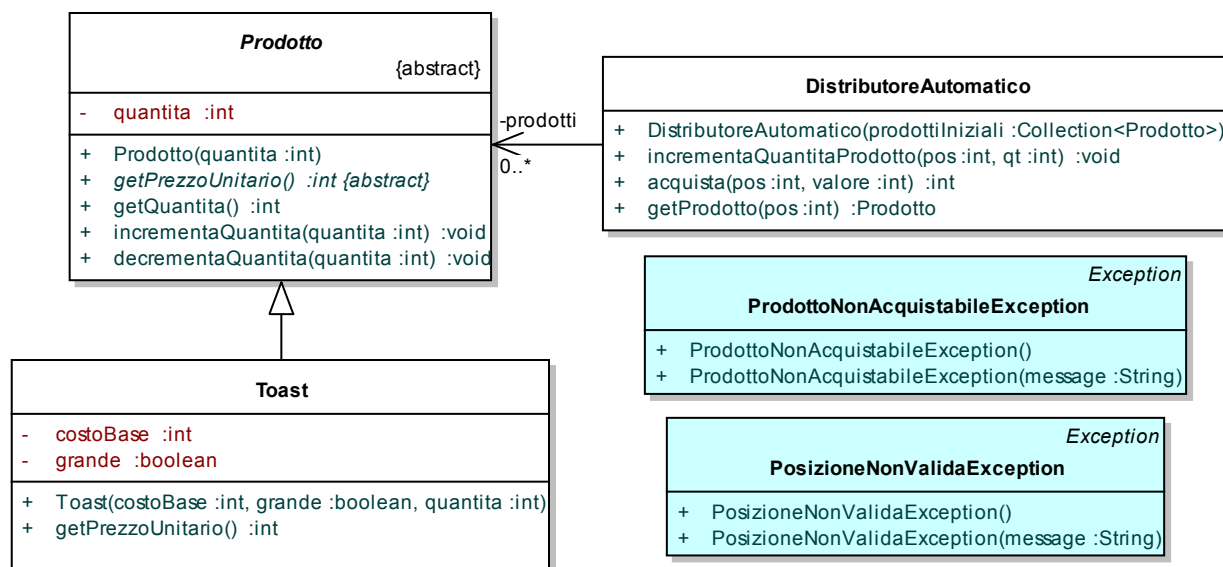 Prodotto
{abstract}
- quantita :int
+ Prodotto(quantita :int)
+ getPrezzoUnitario() :int {abstract}
+ getQuantita() :int
+ incrementaQuantita(quantita :int) :void
+ decrementaQuantita(quantita :int) :void
-prodotti
0..*
DistributoreAutomatico
+ DistributoreAutomatico(prodottiIniziali :Collection<Prodotto>)
+ incrementaQuantitaProdotto(pos :int, qt :int) :void
+ acquista(pos :int, valore :int) :int
+ getProdotto(pos :int) :Prodotto
Exception
ProdottoNonAcquistabileException
+ ProdottoNonAcquistabileException()
+ ProdottoNonAcquistabileException(message :String)
Toast
- costoBase :int
- grande :boolean
+ Toast(costoBase :int, grande :boolean, quantita :int)
+ getPrezzoUnitario() :int
Exception
PosizioneNonValidaException
+ PosizioneNonValidaException()
+ PosizioneNonValidaException(message :String)